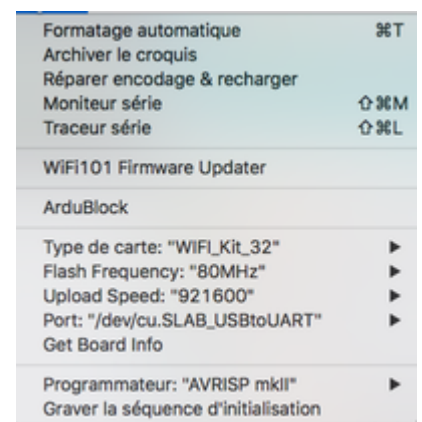 Formatage automatique ⌘T
Archiver le croquis
Réparer encodage & recharger
Moniteur série ⇧⌘M
Traceur série ⇧⌘L
WiFi101 Firmware Updater
ArduBlock
Type de carte: "WIFI_Kit_32" ▶
Flash Frequency: "80MHz" ▶
Upload Speed: "921600" ▶
Port: "/dev/cu.SLAB_USBtoUART" ▶
Get Board Info
Programmateur: "AVRISP mkII" ▶
Graver la séquence d'initialisation